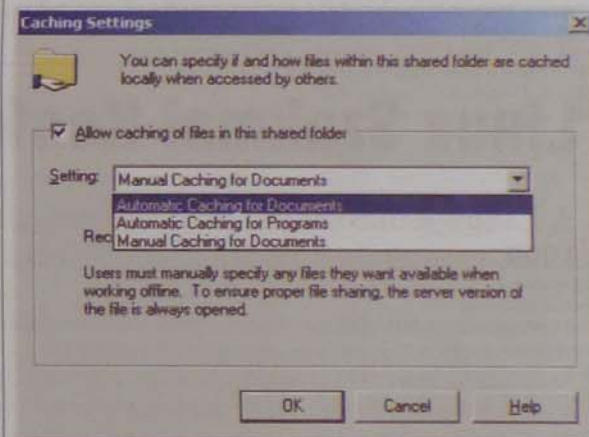 Caching Settings
You can specify if and how files within this shared folder are cached
locally when accessed by others.
Allow caching of files in this shared folder
Setting: Manual Caching for Documents
Automatic Caching for Documents
Automatic Caching for Programs
Rec
Manual Caching for Documents
Users must manually specify any files they want available when
working offline. To ensure proper file sharing, the server version of
the file is always opened.
OK Cancel Help